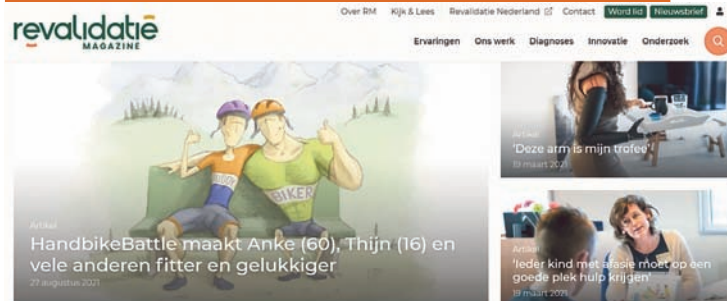 Over RM Kijk & Lees Revalidatie Nederland Contact Word lid Nieuwsbrief
revalidatie
MAGAZINE
Ervaringen Ons werk Diagnoses Innovatie Onderzoek
BUDDY
BIKER
Artikel
HandbikeBattle maakt Anke (60), Thijn (16) en
vele anderen fitter en gelukkiger
27 augustus 2021
Artikel
'Deze arm is mijn trofee'
19 maart 2021
Artikel
'Ieder kind met afasie moet op een
goede plek hulp krijgen'
19 maart 2021